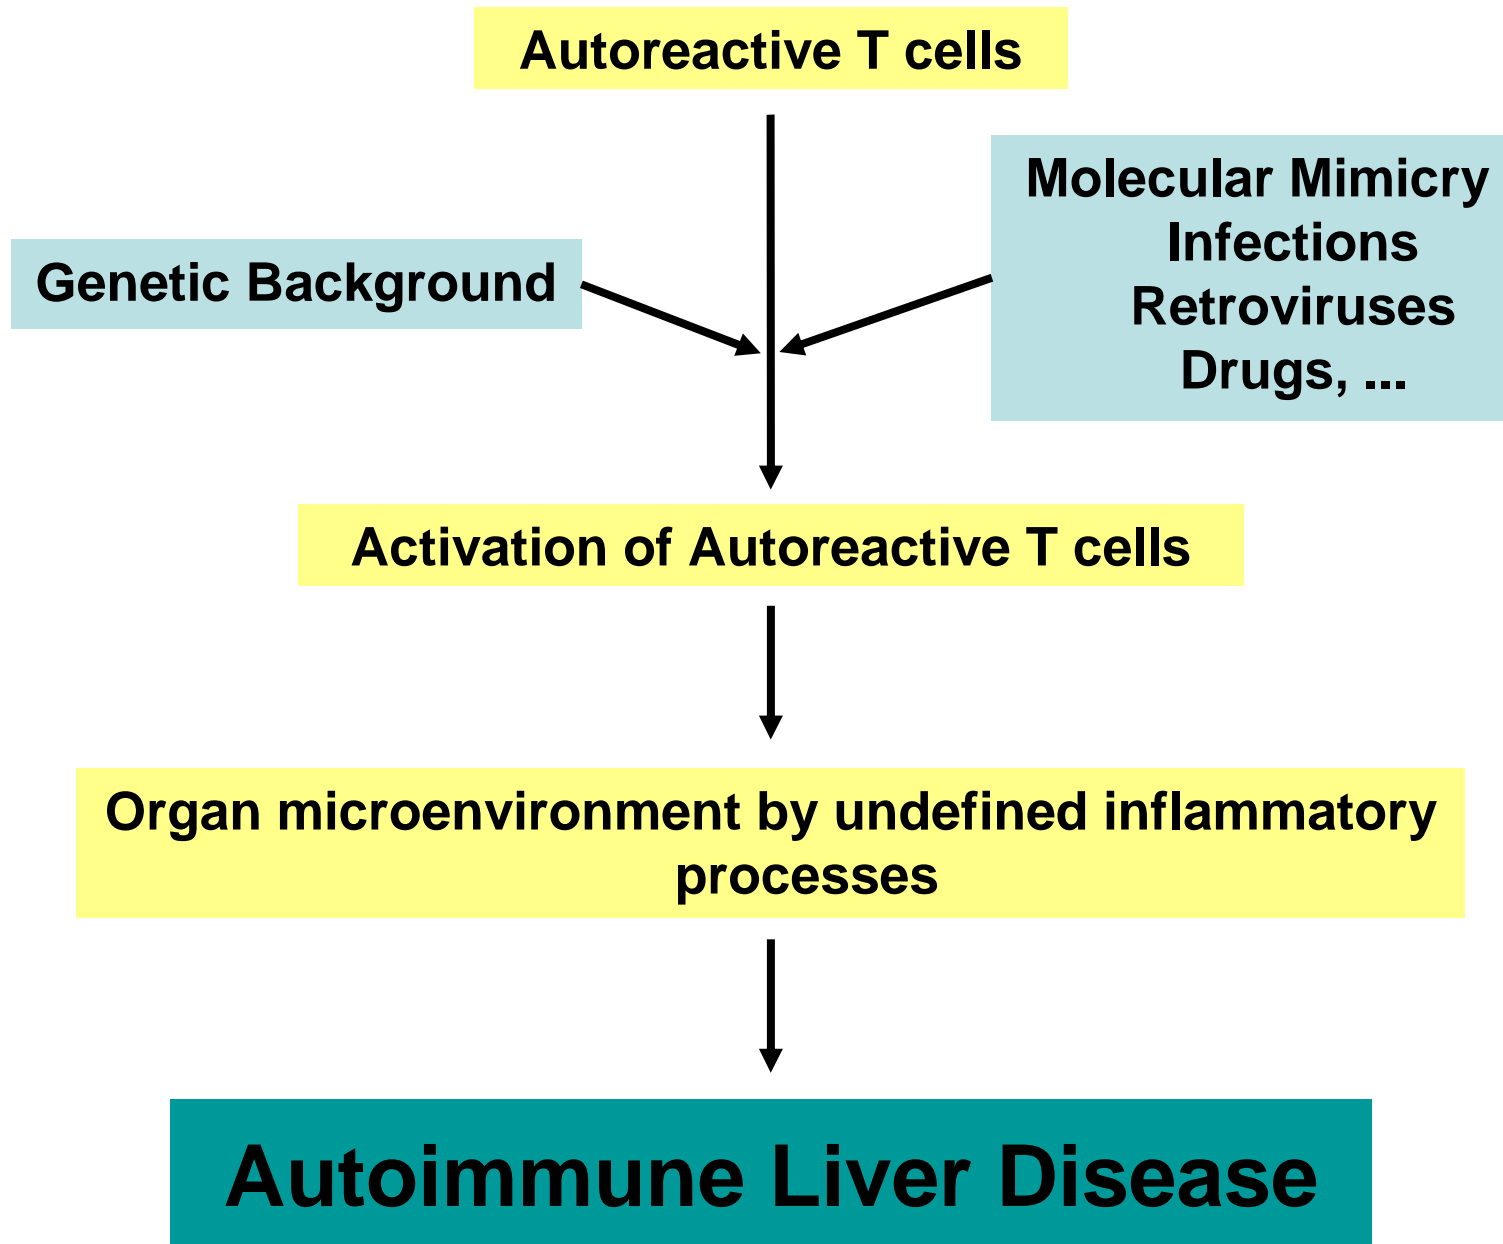 Autoreactive T cells
Molecular Mimicry
Infections
Retroviruses
Drugs, ...
Genetic Background
Activation of Autoreactive T cells
Organ microenvironment by undefined inflammatory
processes
Autoimmune Liver Disease